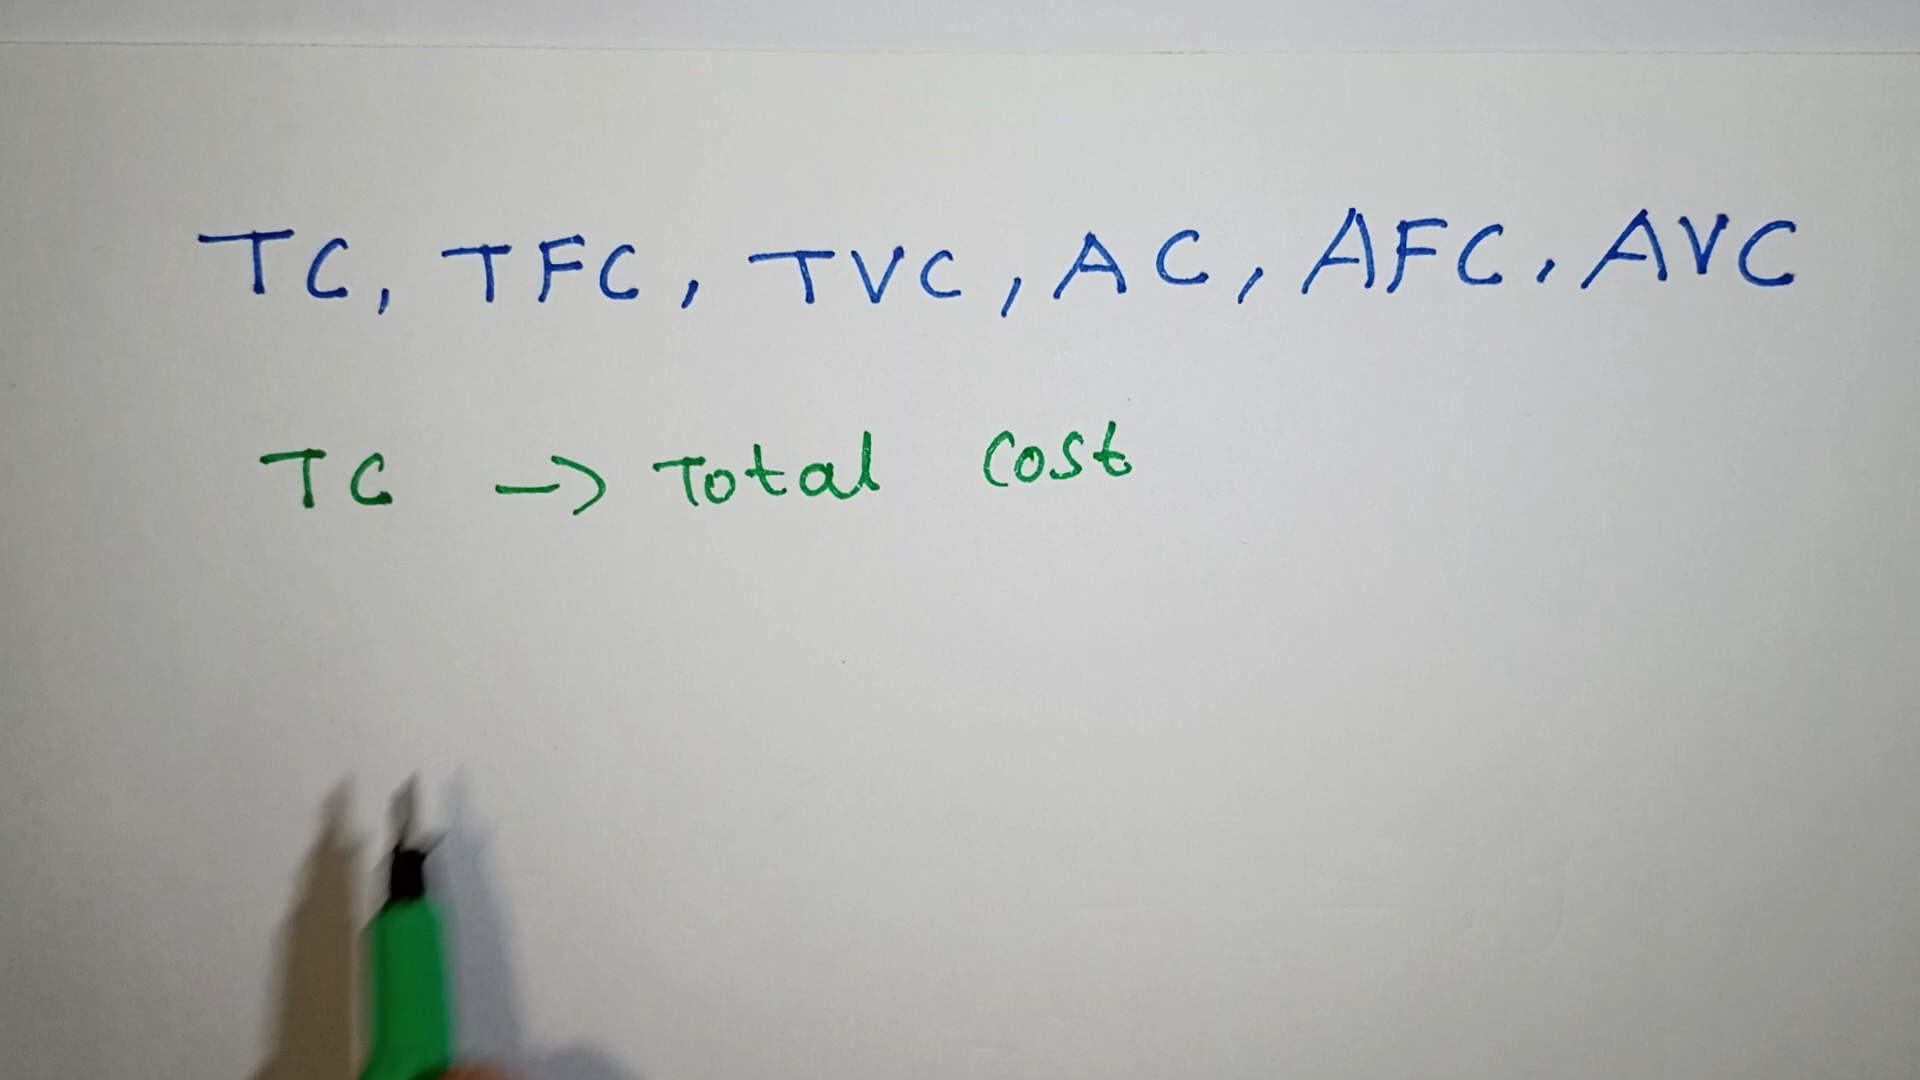 TC, TFC, TVC, AC, AFC, AVC
TC → Total Cost